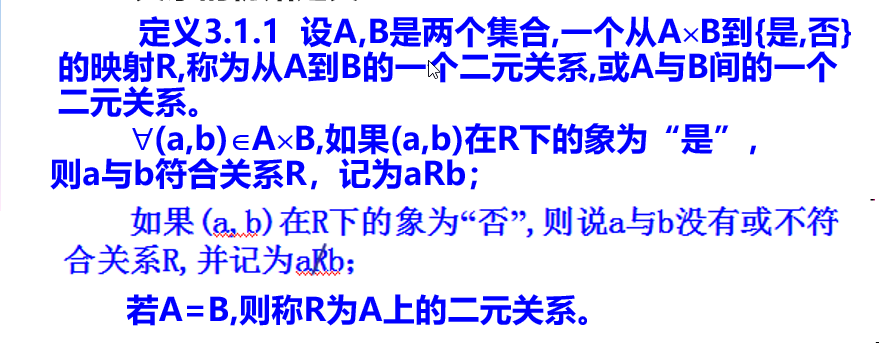 定义3.1.1 设A,B是两个集合,一个从A×B到{是,否}
的映射R,称为从A到B的一个二元关系,或A与B间的一个
二元关系。
∀(a,b)∈A×B,如果(a,b)在R下的象为“是”,
则a与b符合关系R，记为aRb；
如果(a,b)在R下的象为“否”,则说a与b没有或不符
合关系R,并记为aR̸b；
若A=B,则称R为A上的二元关系。